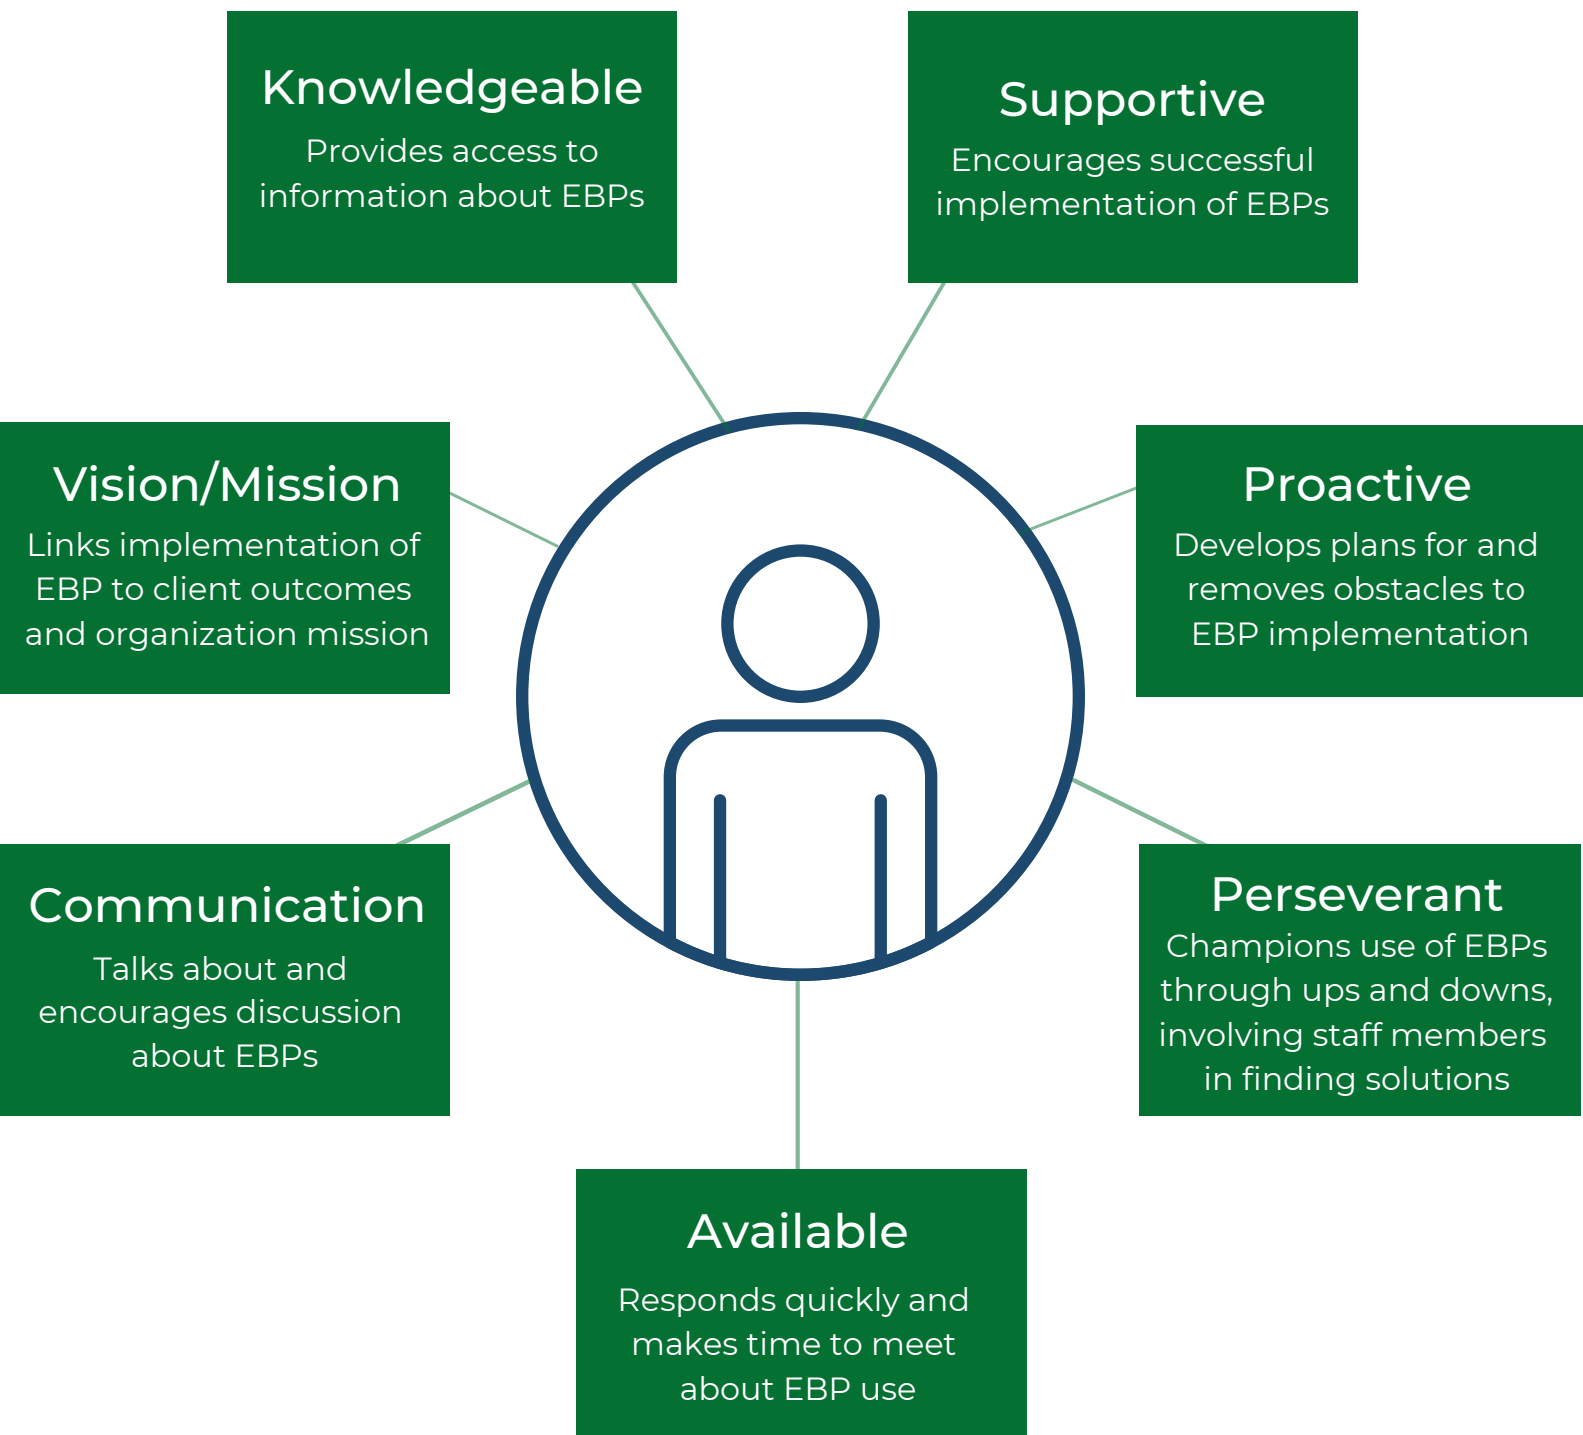 Knowledgeable
Provides access to
information about EBPs
Supportive
Encourages successful
implementation of EBPs
Vision/Mission
Links implementation of
EBP to client outcomes
and organization mission
Proactive
Develops plans for and
removes obstacles to
EBP implementation
Communication
Talks about and
encourages discussion
about EBPs
Perseverant
Champions use of EBPs
through ups and downs,
involving staff members
in finding solutions
Available
Responds quickly and
makes time to meet
about EBP use